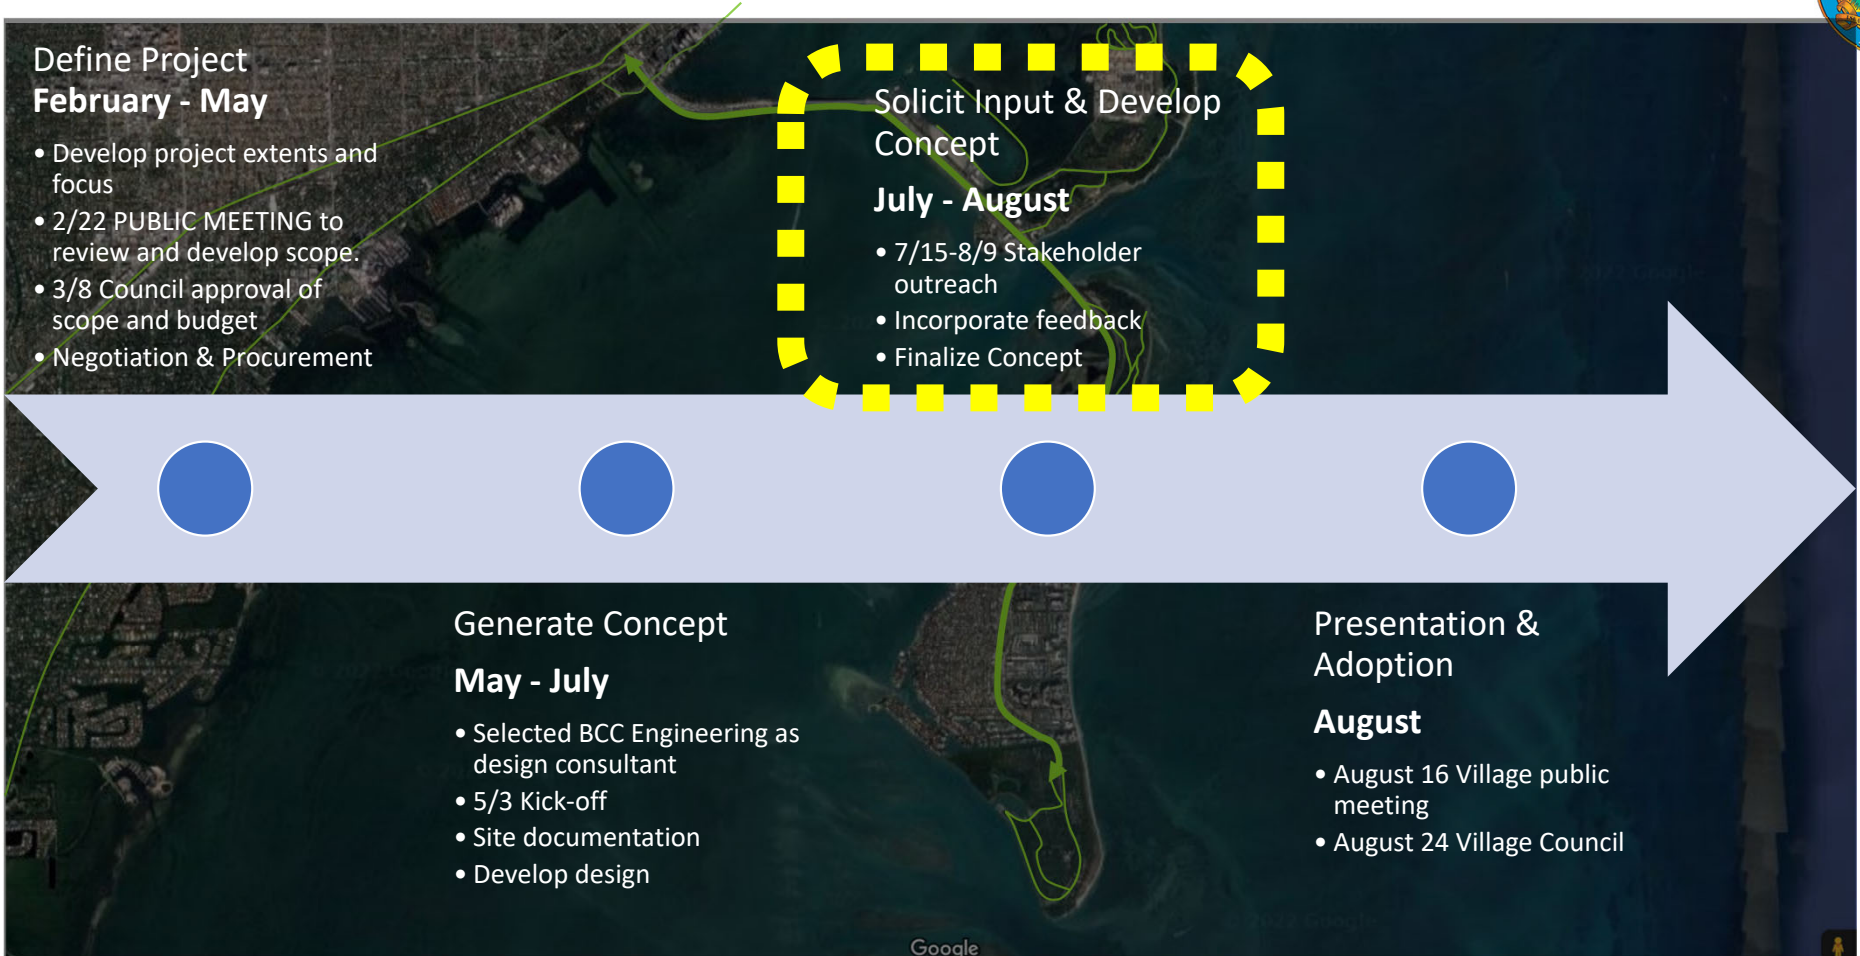 Define Project
February - May
• Develop project extents and
focus
• 2/22 PUBLIC MEETING to
review and develop scope.
• 3/8 Council approval of
scope and budget
• Negotiation & Procurement
Solicit Input & Develop
Concept
July - August
• 7/15-8/9 Stakeholder
outreach
• Incorporate feedback
• Finalize Concept
Generate Concept
May - July
• Selected BCC Engineering as
design consultant
• 5/3 Kick-off
• Site documentation
• Develop design
Presentation &
Adoption
August
• August 16 Village public
meeting
• August 24 Village Council
Google